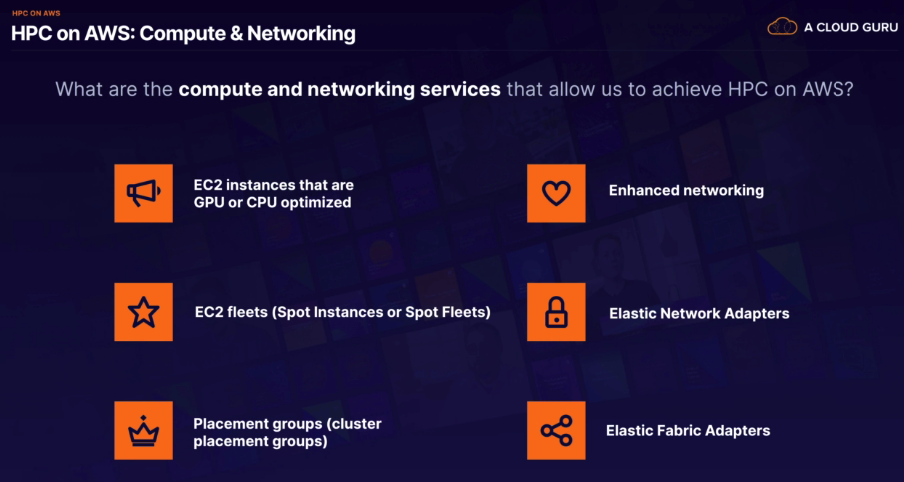 HPC ON AWS
HPC on AWS: Compute & Networking
A CLOUD GURU
What are the compute and networking services that allow us to achieve HPC on AWS?
EC2 instances that are
GPU or CPU optimized
Enhanced networking
EC2 fleets (Spot Instances or Spot Fleets)
Elastic Network Adapters
Placement groups (cluster
placement groups)
Elastic Fabric Adapters